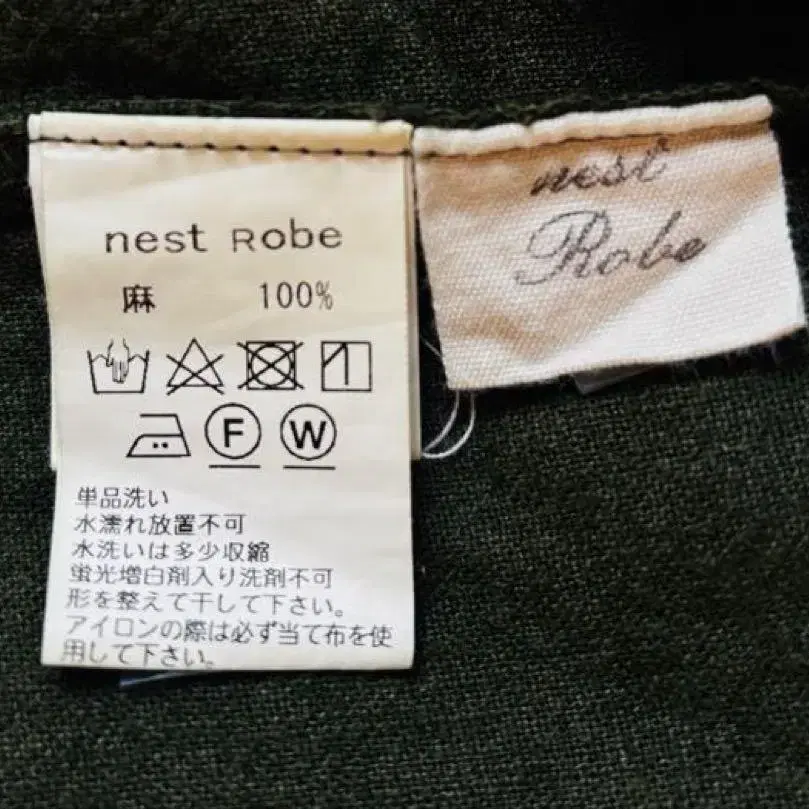 nest Robe
麻 100%
F W
単品洗い
水濡れ放置不可
水洗いは多少収縮
蛍光増白剤入り洗剤不可
形を整えて干して下さい。
アイロンの際は必ず当て布を使
用して下さい。
nest
Robe